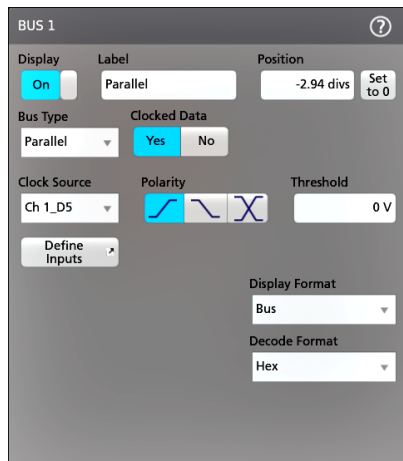 BUS 1
?
Display Label Position
On Parallel -2.94 divs Set
to 0
Bus Type Clocked Data
Parallel Yes No
Clock Source Polarity Threshold
Ch 1_D5 0 V
Define
Inputs
Display Format
Bus
Decode Format
Hex